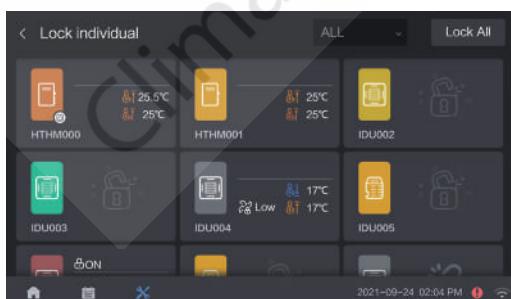 Lock individual
ALL
Lock All
25.5℃
25℃
HTHM000
25℃
25℃
HTHM001
IDU002
IDU003
17℃
Low 17℃
IDU004
IDU005
ON
2021-09-24 02:04 PM
Clima